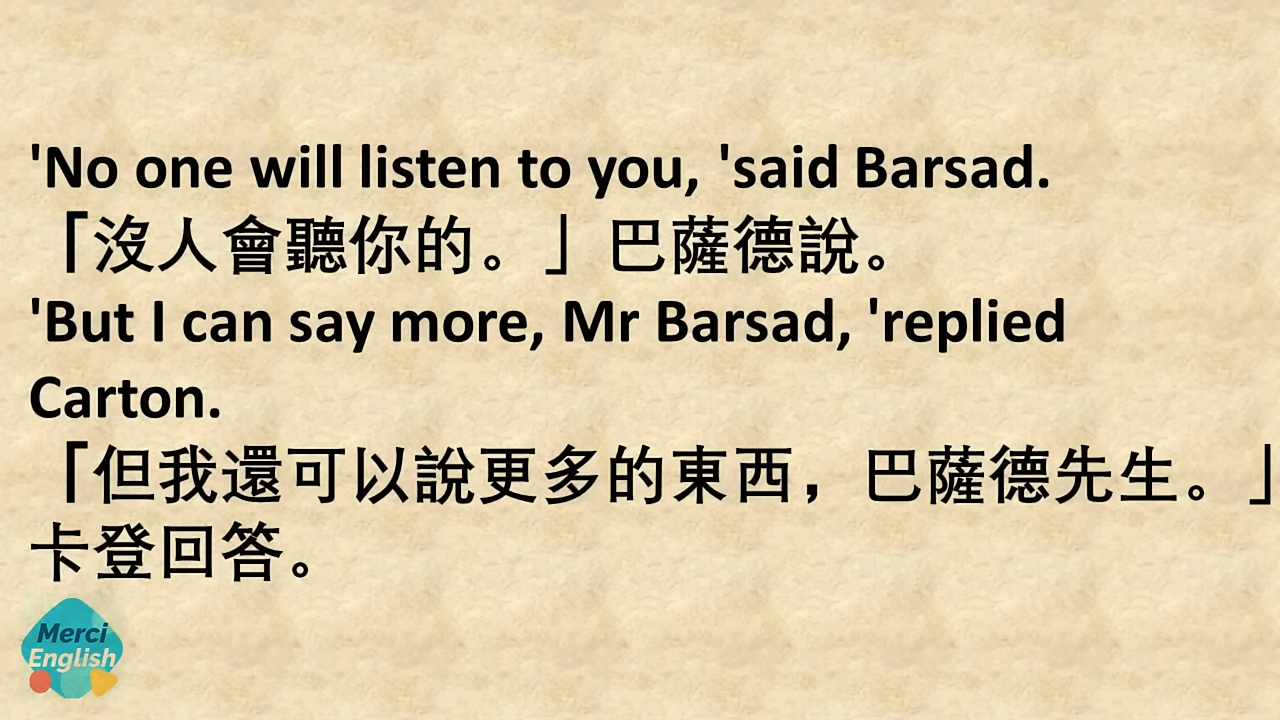 'No one will listen to you, 'said Barsad.
「沒人會聽你的。」巴薩德說。
'But I can say more, Mr Barsad, 'replied
Carton.
「但我還可以說更多的東西，巴薩德先生。」
卡登回答。
Merci
English